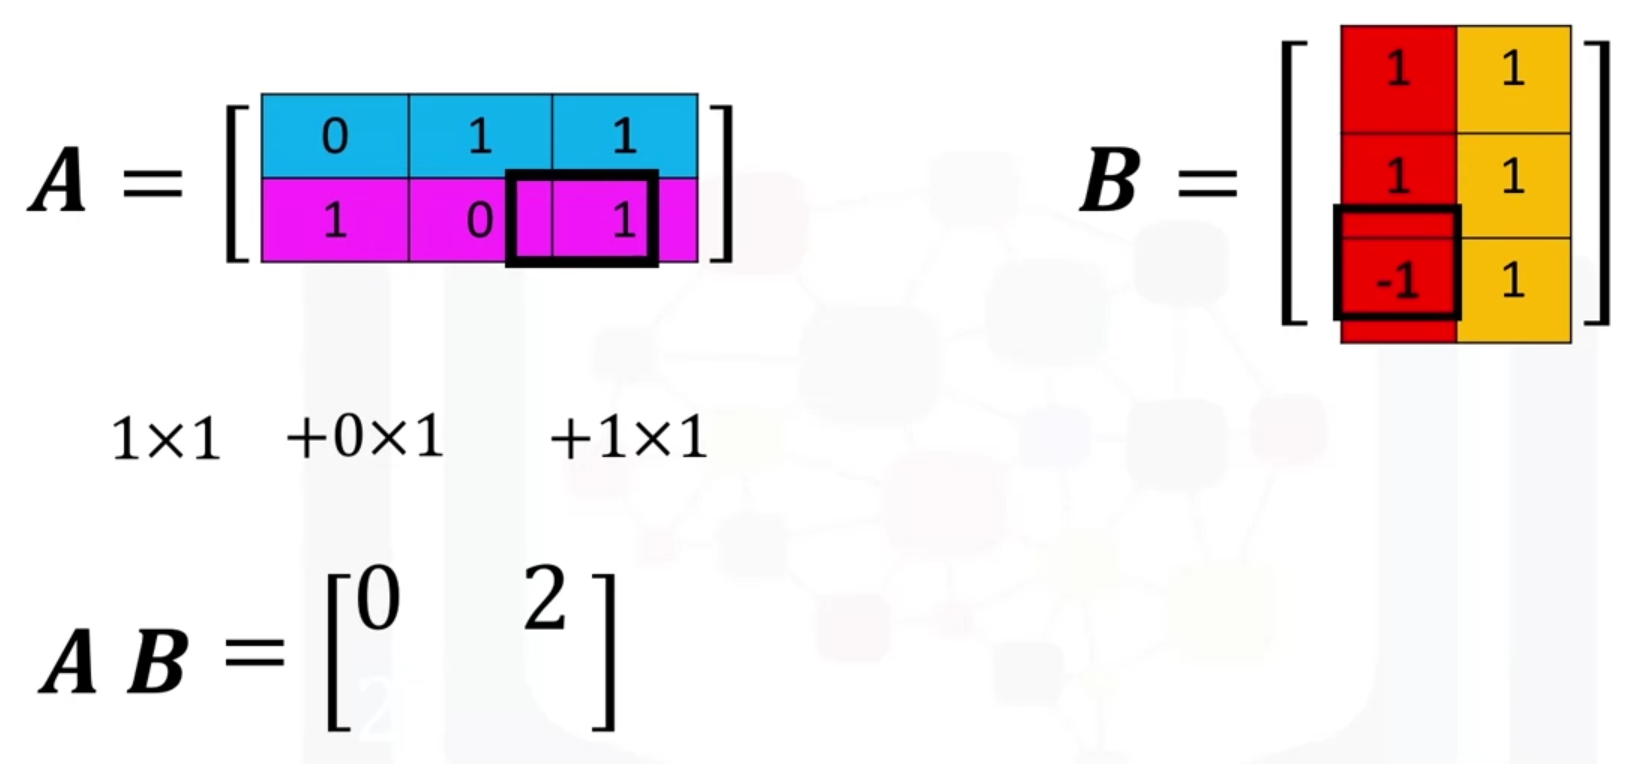 A = [ 0 1 1 ]
[ 1 0 1 ]
B = [ 1 1 ]
[ 1 1 ]
[ -1 1 ]
1×1 +0×1 +1×1
A B = [ 0 2 ]
2